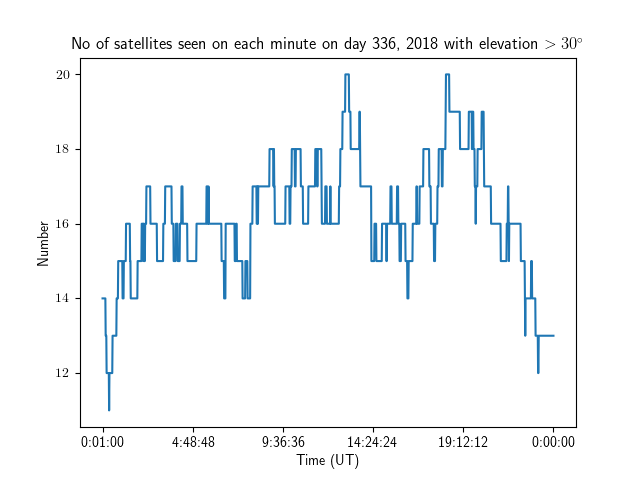 No of satellites seen on each minute on day 336, 2018 with elevation > 30°
20
18
16
14
12
Number
0:01:00 4:48:48 9:36:36 14:24:24 19:12:12 0:00:00
Time (UT)